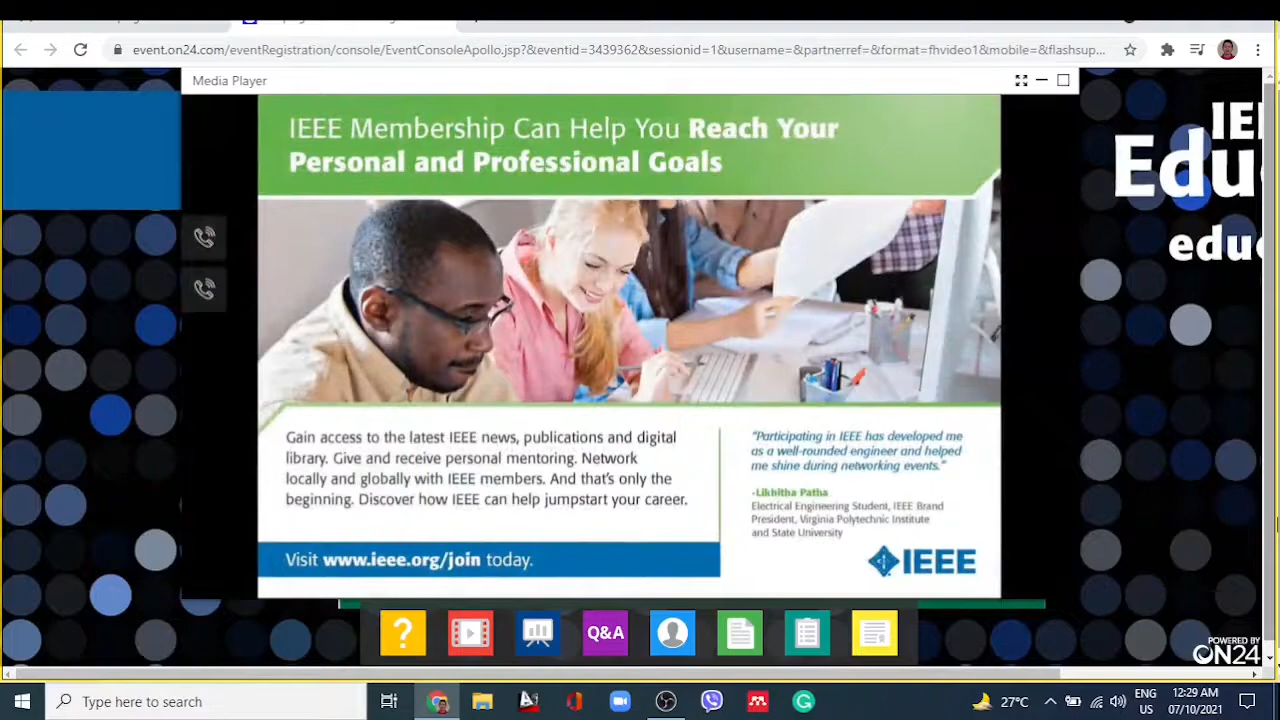 event.on24.com/eventRegistration/console/EventConsoleApollo.jsp?&eventid=3439362&sessionid=1&username=&partnerref=&format=fhvideo1&mobile=&flashsup...
Media Player
IEEE Membership Can Help You Reach Your
Personal and Professional Goals
IEE
Edu
educ
Gain access to the latest IEEE news, publications and digital
library. Give and receive personal mentoring. Network
locally and globally with IEEE members. And that's only the
beginning. Discover how IEEE can help jumpstart your career.
Visit www.ieee.org/join today.
"Participating in IEEE has developed me
as a well-rounded engineer and helped
me shine during networking events."
-Likhitha Patha
Electrical Engineering Student, IEEE Brand
President, Virginia Polytechnic Institute
and State University
IEEE
?
Q&A
POWERED BY
ON24
Type here to search
27°C
ENG
US
12:29 AM
07/10/2021